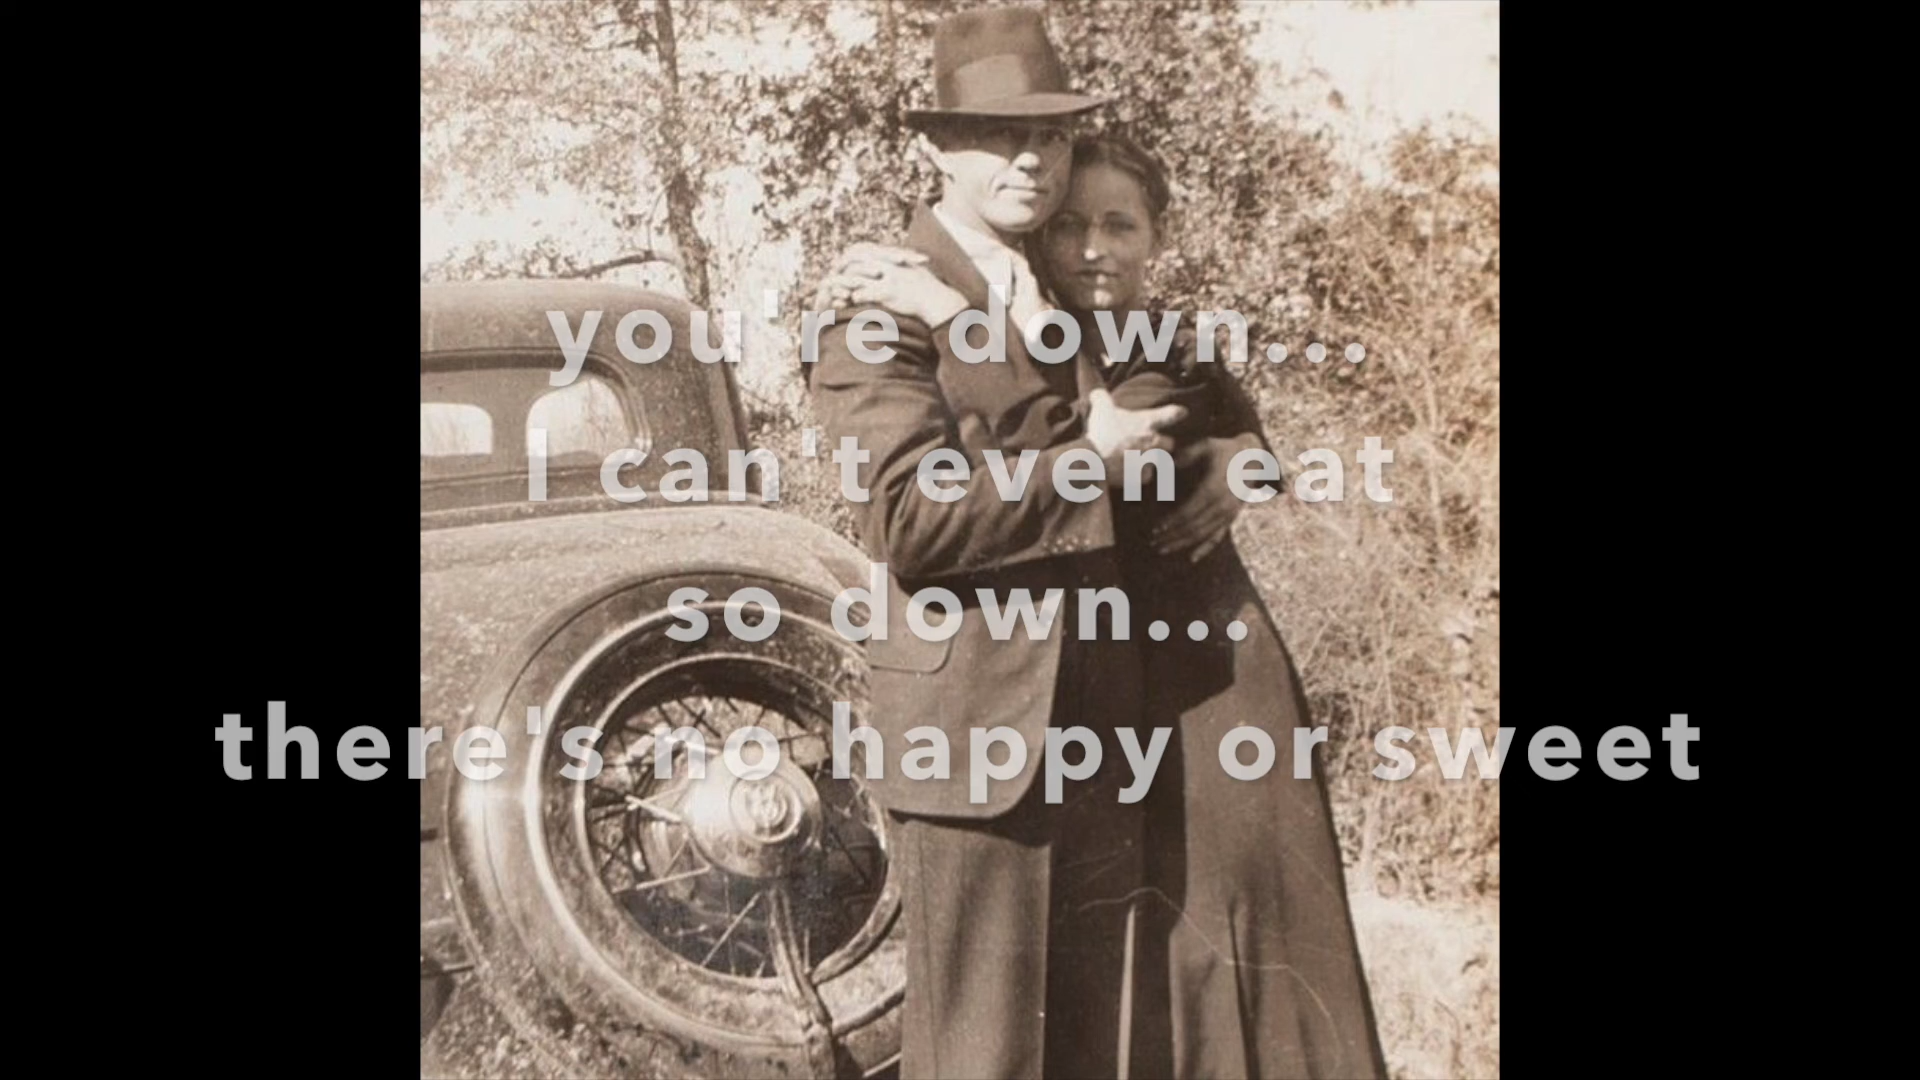 you're down...
I can't even eat
so down...
there's no happy or sweet